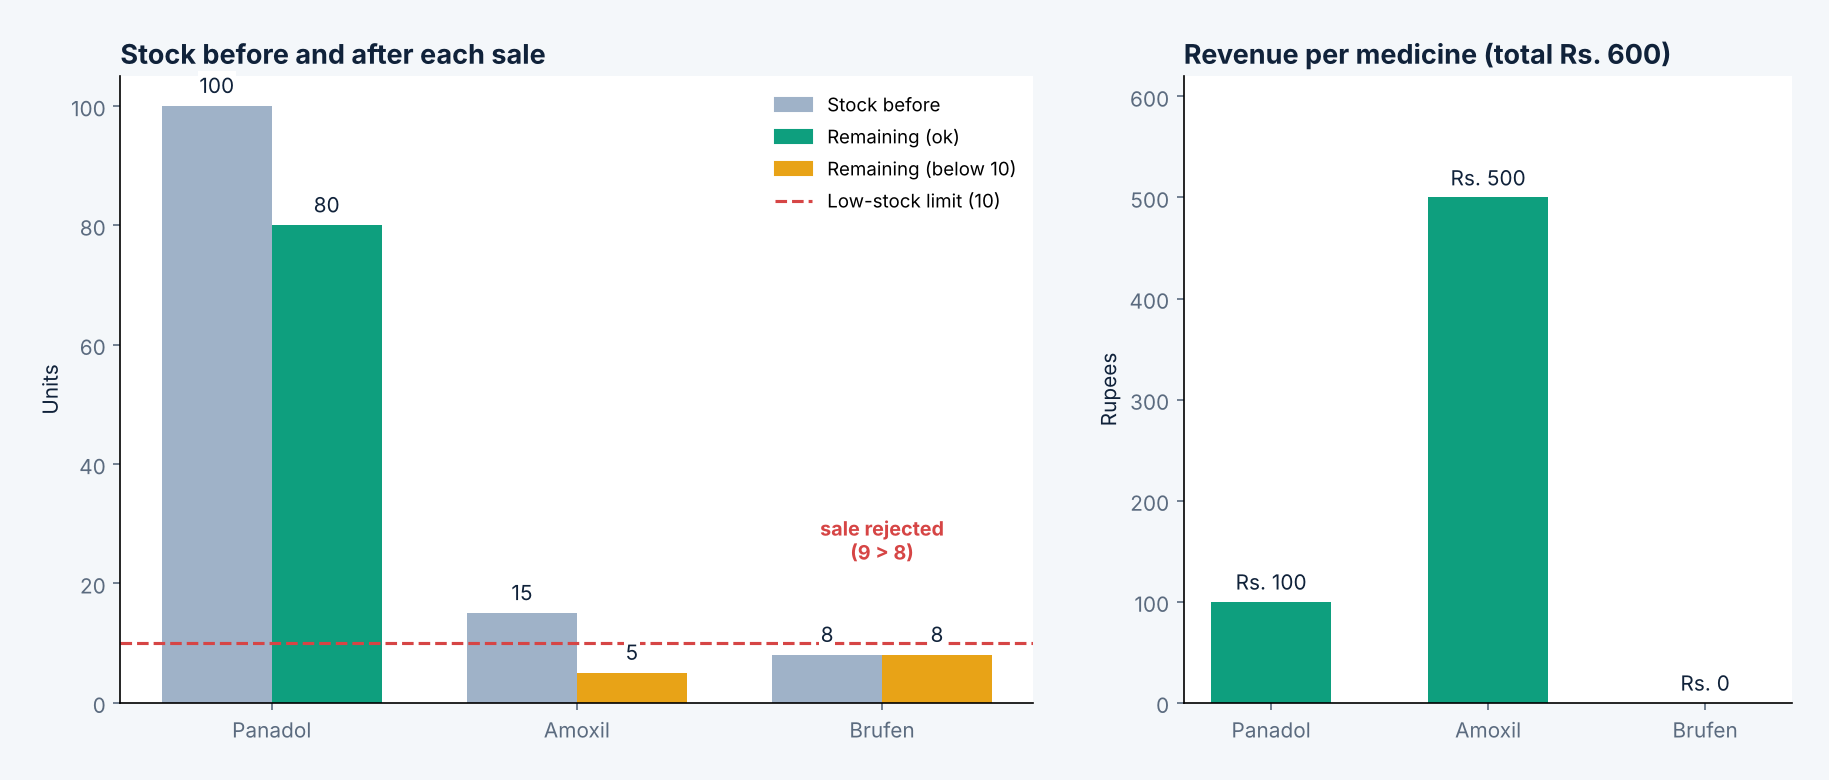 Stock before and after each sale
100
80
60
40
20
0
Units
100
80
15
5
8
8
sale rejected
(9 > 8)
Stock before
Remaining (ok)
Remaining (below 10)
Low-stock limit (10)
Panadol
Amoxil
Brufen
Revenue per medicine (total Rs. 600)
600
500
400
300
200
100
0
Rupees
Rs. 100
Rs. 500
Rs. 0
Panadol
Amoxil
Brufen